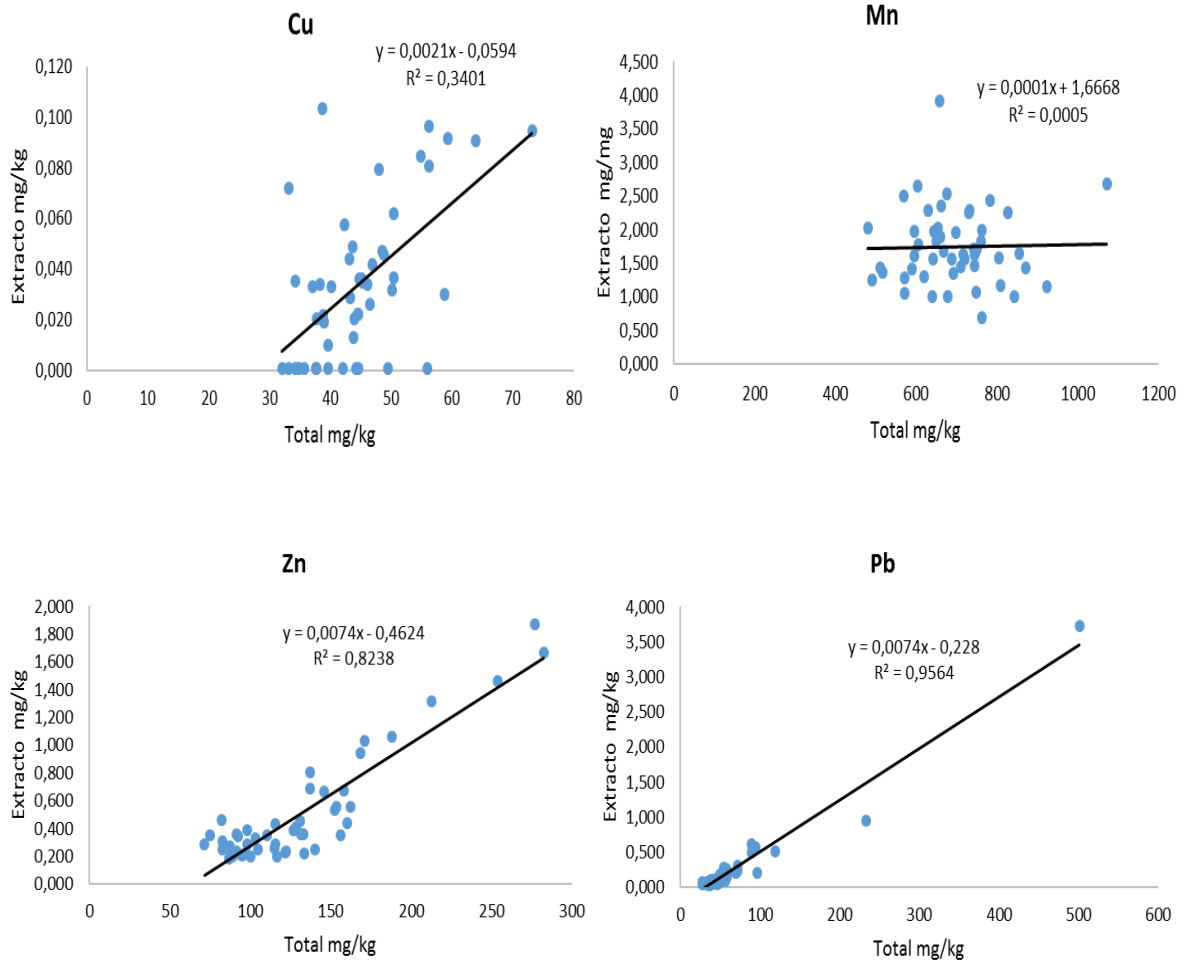 Cu
y = 0,0021x - 0,0594
R² = 0,3401
0,120
0,100
0,080
0,060
0,040
0,020
0,000
Extracto mg/kg
0 10 20 30 40 50 60 70 80
Total mg/kg
Mn
y = 0,0001x + 1,6668
R² = 0,0005
4,500
4,000
3,500
3,000
2,500
2,000
1,500
1,000
0,500
0,000
Extracto mg/mg
0 200 400 600 800 1000 1200
Total mg/kg
Zn
y = 0,0074x - 0,4624
R² = 0,8238
2,000
1,800
1,600
1,400
1,200
1,000
0,800
0,600
0,400
0,200
0,000
Extracto mg/kg
0 50 100 150 200 250 300
Total mg/kg
Pb
y = 0,0074x - 0,228
R² = 0,9564
4,000
3,500
3,000
2,500
2,000
1,500
1,000
0,500
0,000
Extracto mg/kg
0 100 200 300 400 500 600
Total mg/kg